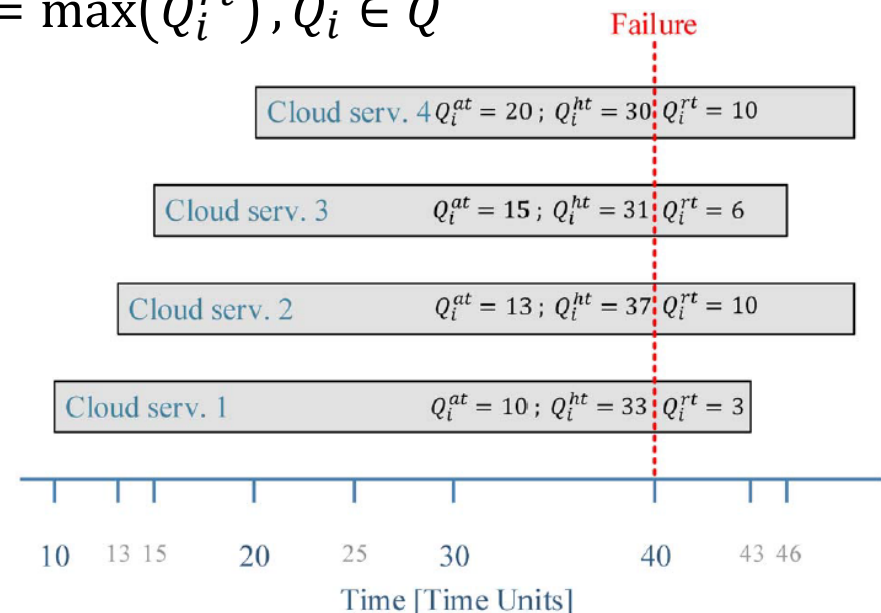 = max(Q_i^{rt}), Q_i ∈ Q
Failure
Cloud serv. 4 Q_i^{at} = 20 ; Q_i^{ht} = 30 Q_i^{rt} = 10
Cloud serv. 3 Q_i^{at} = 15 ; Q_i^{ht} = 31 Q_i^{rt} = 6
Cloud serv. 2 Q_i^{at} = 13 ; Q_i^{ht} = 37 Q_i^{rt} = 10
Cloud serv. 1 Q_i^{at} = 10 ; Q_i^{ht} = 33 Q_i^{rt} = 3
10 13 15 20 25 30 40 43 46
Time [Time Units]